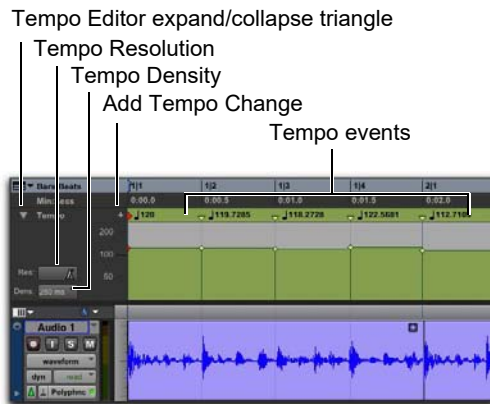 Tempo Editor expand/collapse triangle
Tempo Resolution
Tempo Density
Add Tempo Change
Tempo events
Bars|Beats 1|1 1|2 1|3 1|4 2|1
Min:Secs 0:00.0 0:00.5 0:01.0 0:01.5 0:02.0
Tempo + 120 119.7285 118.2728 122.5681 112.710
200
100
50
Res:
Dens: 250 ms
Audio 1
I S M
waveform
dyn read
Polyphnc